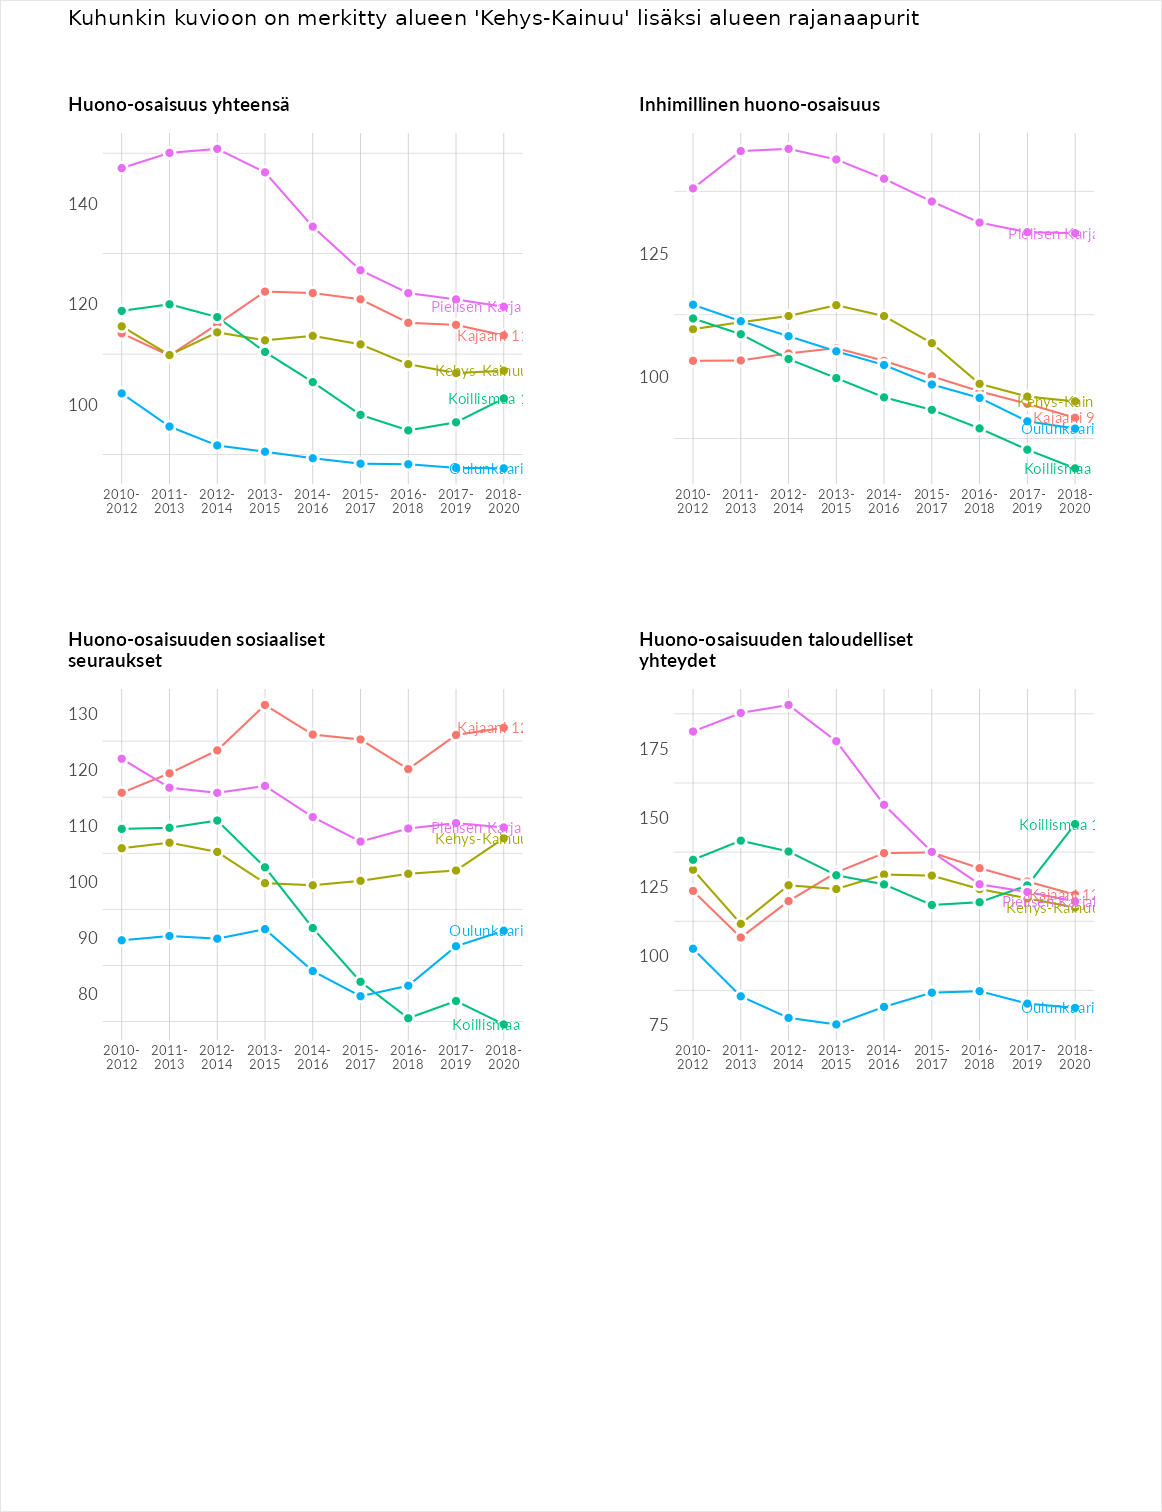 Kuhunkin kuvioon on merkitty alueen 'Kehys-Kainuu' lisäksi alueen rajanaapurit
Huono-osaisuus yhteensä
140
120
100
Pielisen Karja
Kajaani 11
Kehys-Kainuu
Koillismaa 1
Oulunkaari
2010- 2011- 2012- 2013- 2014- 2015- 2016- 2017- 2018-
2012 2013 2014 2015 2016 2017 2018 2019 2020
Inhimillinen huono-osaisuus
125
100
Pielisen Karja
Kehys-Kain
Kajaani 9
Oulunkaari
Koillismaa
2010- 2011- 2012- 2013- 2014- 2015- 2016- 2017- 2018-
2012 2013 2014 2015 2016 2017 2018 2019 2020
Huono-osaisuuden sosiaaliset
seuraukset
130
120
110
100
90
80
Kajaani 12
Pielisen Karja
Kehys-Kainuu
Oulunkaari
Koillismaa
2010- 2011- 2012- 2013- 2014- 2015- 2016- 2017- 2018-
2012 2013 2014 2015 2016 2017 2018 2019 2020
Huono-osaisuuden taloudelliset
yhteydet
175
150
125
100
75
Koillismaa 1
Kajaani 12
Pielisen Karjal
Kehys-Kainuu
Oulunkaari
2010- 2011- 2012- 2013- 2014- 2015- 2016- 2017- 2018-
2012 2013 2014 2015 2016 2017 2018 2019 2020